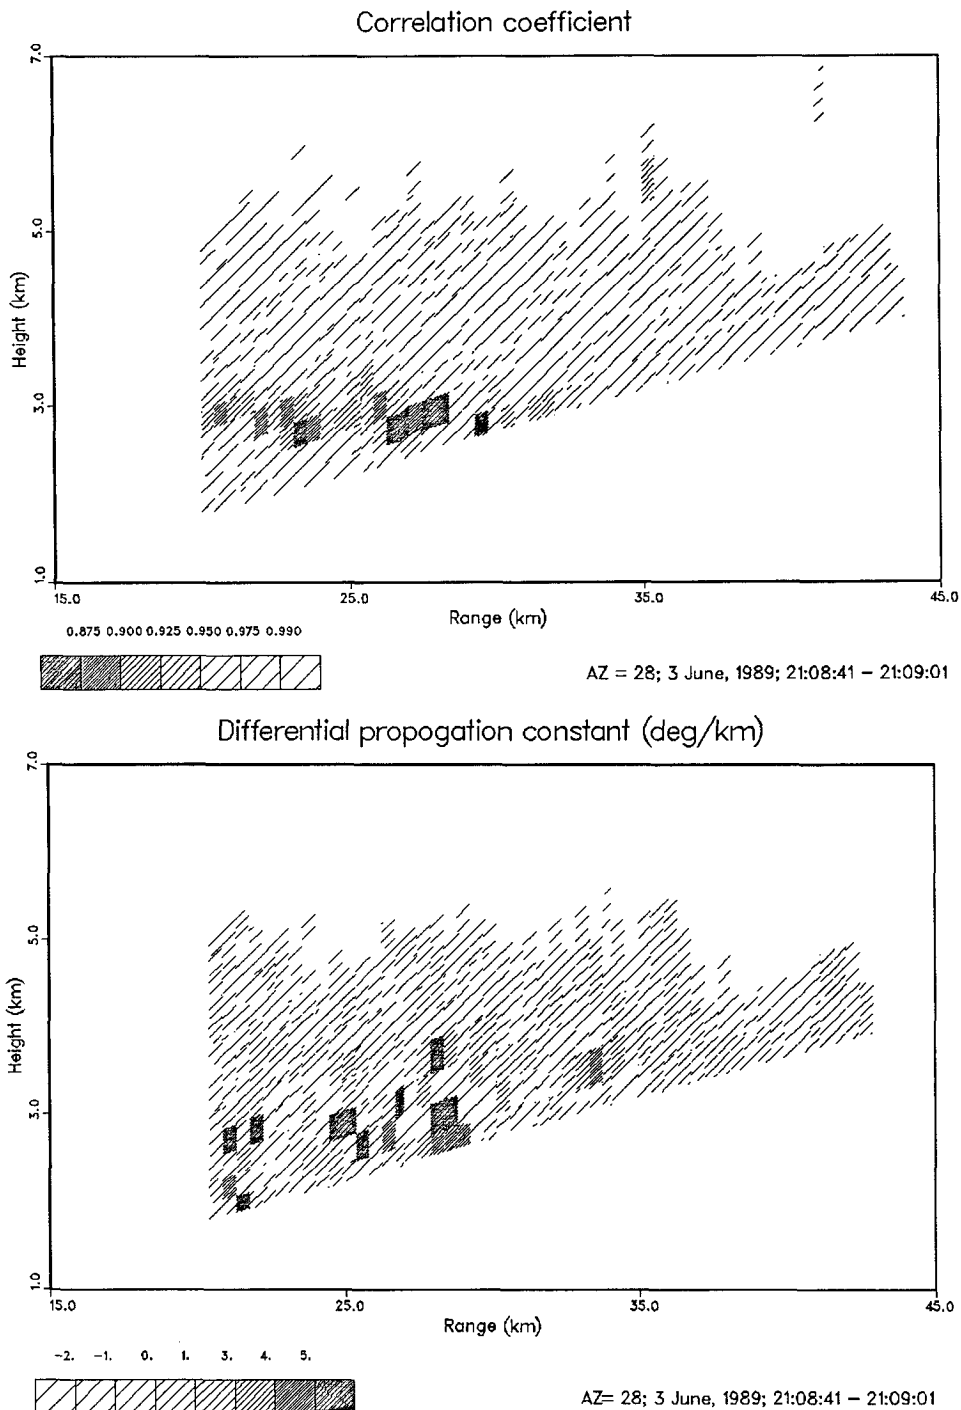 Correlation coefficient
7.0
5.0
3.0
1.0
Height (km)
15.0 25.0 35.0 45.0
Range (km)
0.875 0.900 0.925 0.950 0.975 0.990
AZ = 28; 3 June, 1989; 21:08:41 – 21:09:01
Differential propogation constant (deg/km)
7.0
5.0
3.0
1.0
Height (km)
15.0 25.0 35.0 45.0
Range (km)
-2. -1. 0. 1. 3. 4. 5.
AZ= 28; 3 June, 1989; 21:08:41 – 21:09:01